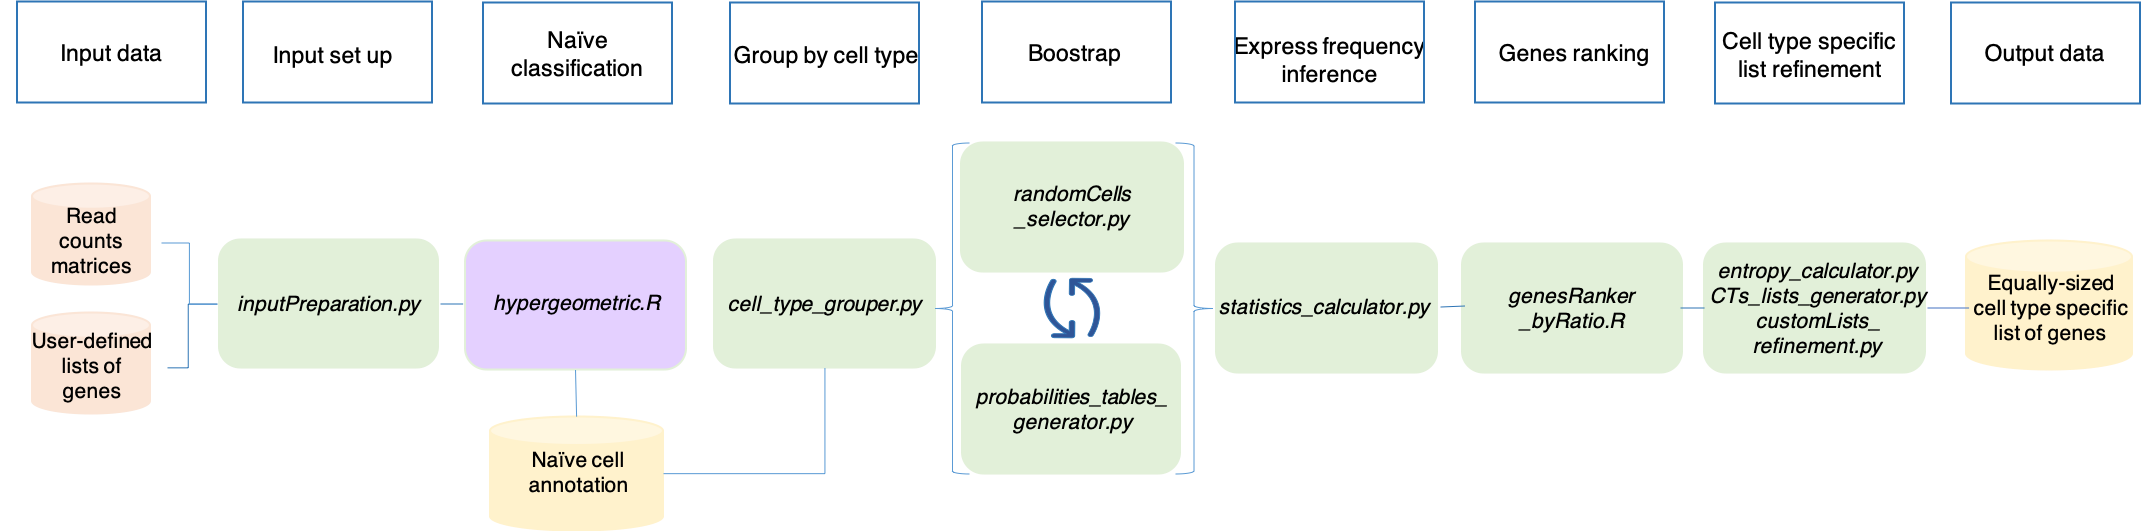 Input data
Input set up
Naïve
classification
Group by cell type
Boostrap
Express frequency
inference
Genes ranking
Cell type specific
list refinement
Output data
Read
counts
matrices
User-defined
lists of
genes
inputPreparation.py
hypergeometric.R
Naïve cell
annotation
cell_type_grouper.py
randomCells
_selector.py
probabilities_tables_
generator.py
statistics_calculator.py
genesRanker
_byRatio.R
entropy_calculator.py
CTs_lists_generator.py
customLists_
refinement.py
Equally-sized
cell type specific
list of genes